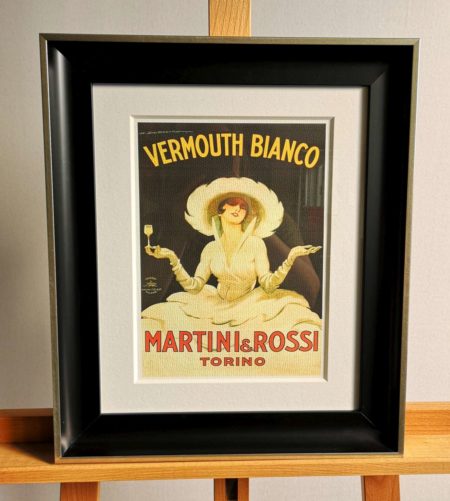 VERMOUTH BIANCO
MARTINI & ROSSI
TORINO